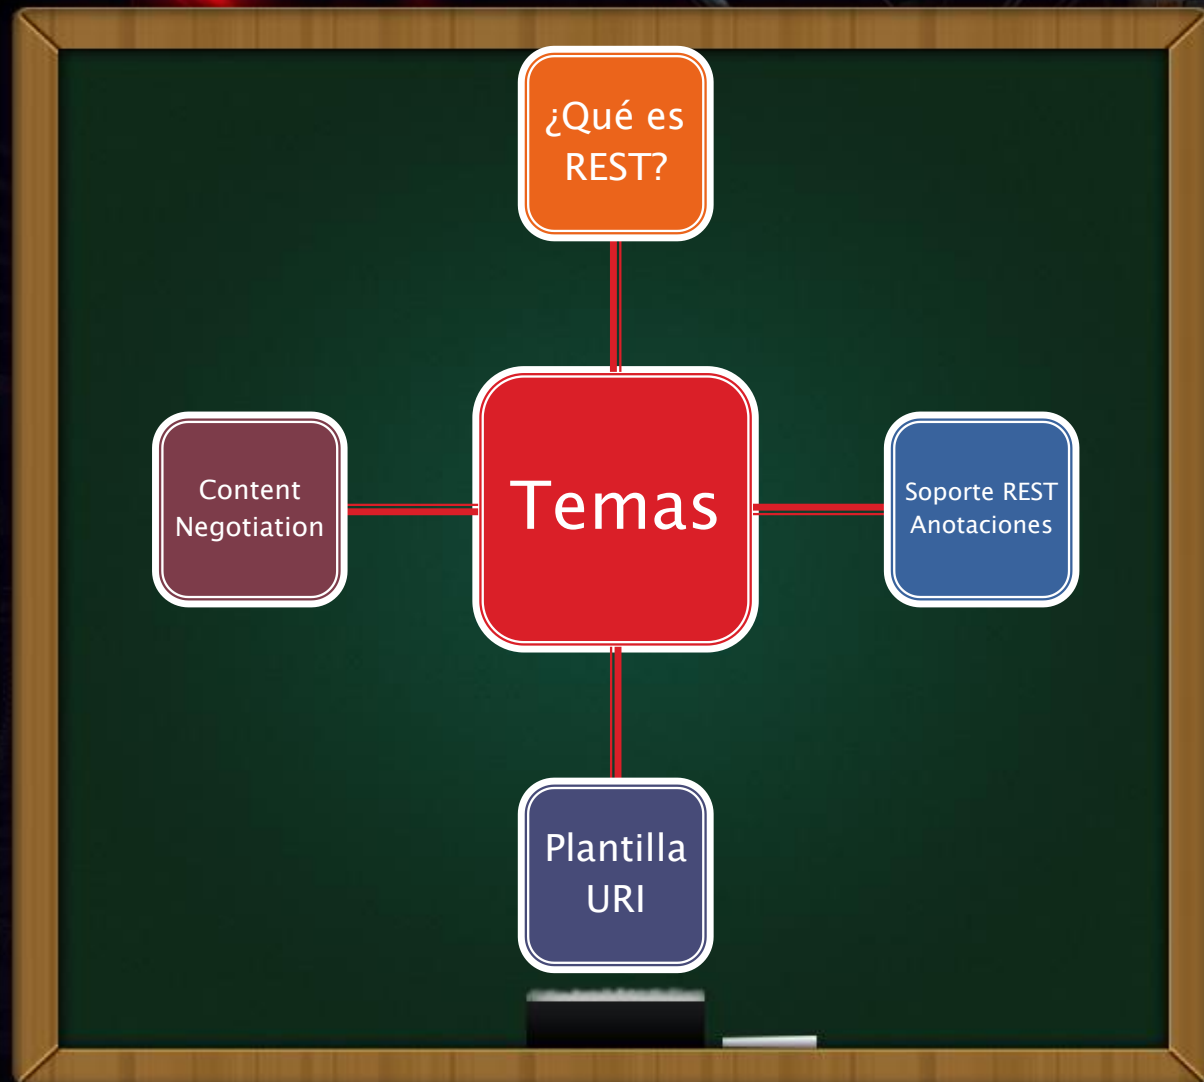 ¿Qué es
REST?
Content
Negotiation
Temas
Soporte REST
Anotaciones
Plantilla
URI